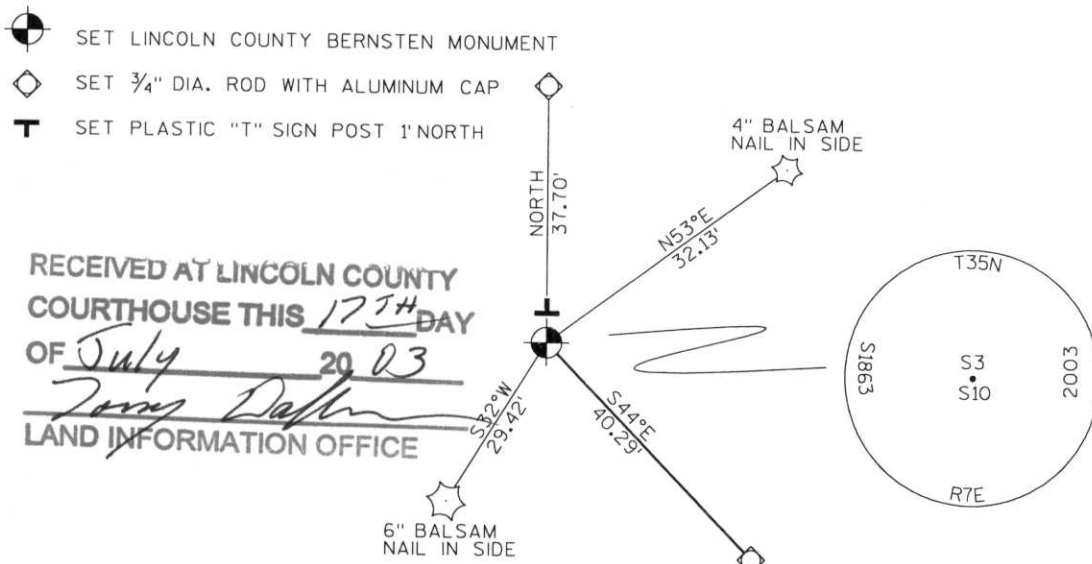 SET LINCOLN COUNTY BERNSTEN MONUMENT
SET 3/4" DIA. ROD WITH ALUMINUM CAP
SET PLASTIC "T" SIGN POST 1' NORTH
4" BALSAM
NAIL IN SIDE
NORTH
37.70'
N53°E
32.13'
RECEIVED AT LINCOLN COUNTY
COURTHOUSE THIS 17TH DAY
OF July 20 03
LAND INFORMATION OFFICE
S32°W
29.42'
S44°E
40.29'
6" BALSAM
NAIL IN SIDE
T35N
S1863
S3
S10
2003
R7E